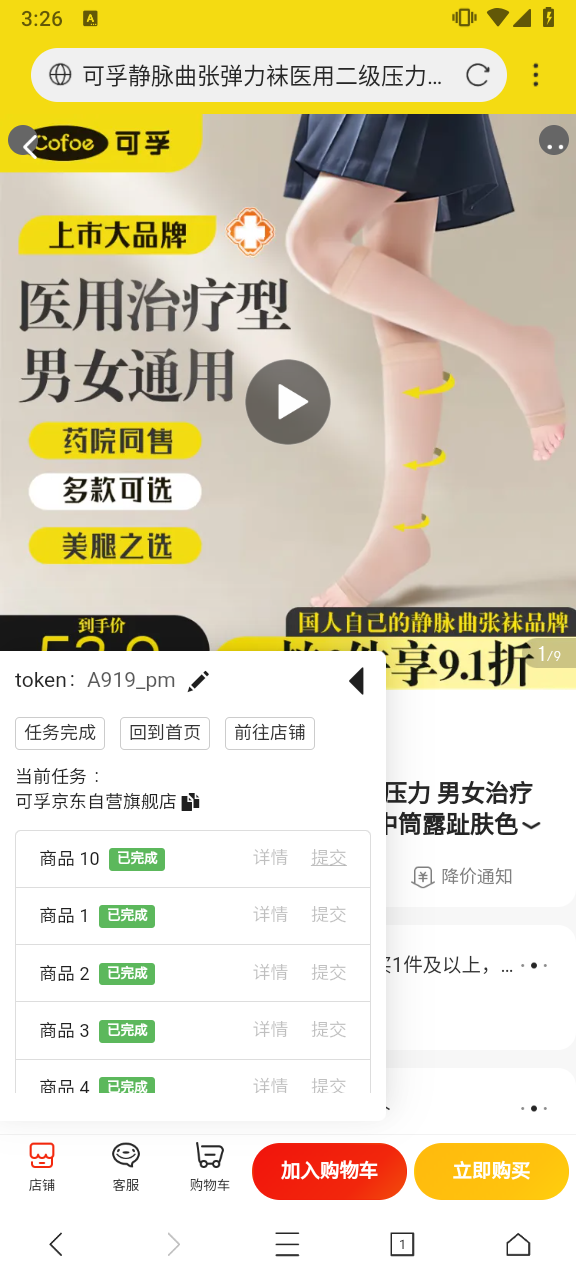 3:26
A
可孚静脉曲张弹力袜医用二级压力...
Cofoe 可孚
上市大品牌
医用治疗型
男女通用
药院同售
多款可选
美腿之选
到手价
国人自己的静脉曲张袜品牌
件享9.1折
1/9
token： A919_pm
任务完成 回到首页 前往店铺
当前任务：
可孚京东自营旗舰店
压力 男女治疗
中筒露趾肤色
降价通知
商品 10 已完成 详情 提交
商品 1 已完成 详情 提交
买1件及以上，...
商品 2 已完成 详情 提交
商品 3 已完成 详情 提交
商品 4 已完成 详情 提交
店铺 客服 购物车 加入购物车 立即购买
1